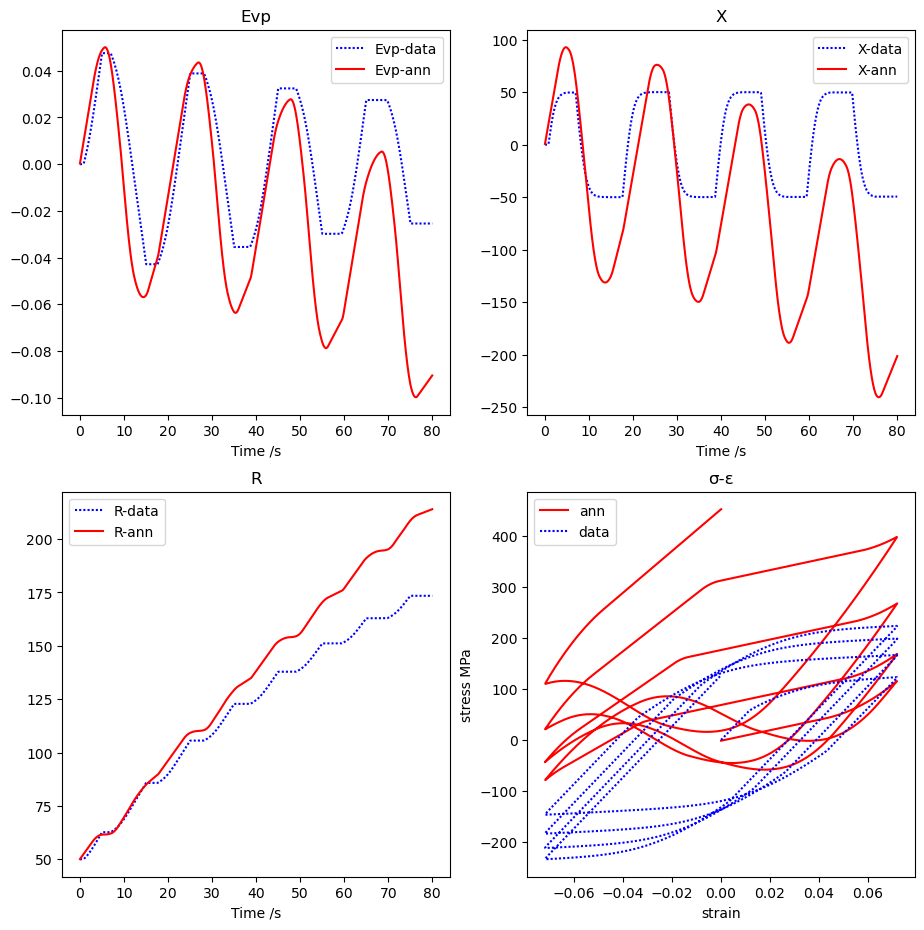 Evp
Evp-data
Evp-ann
0.04
0.02
0.00
−0.02
−0.04
−0.06
−0.08
−0.10
0 10 20 30 40 50 60 70 80
Time /s
X
X-data
X-ann
100
50
0
−50
−100
−150
−200
−250
0 10 20 30 40 50 60 70 80
Time /s
R
R-data
R-ann
200
175
150
125
100
75
50
0 10 20 30 40 50 60 70 80
Time /s
σ-ε
ann
data
400
300
200
100
0
−100
−200
stress MPa
−0.06 −0.04 −0.02 0.00 0.02 0.04 0.06
strain